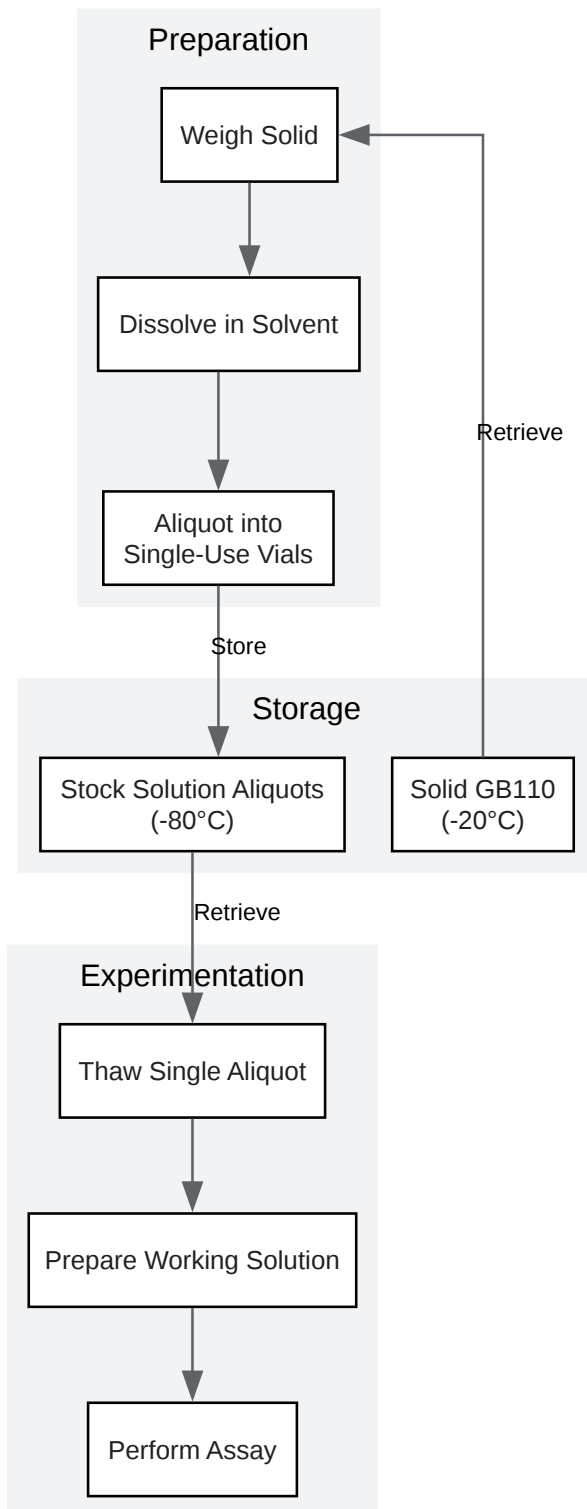 Preparation
Weigh Solid
Dissolve in Solvent
Retrieve
Aliquot into
Single-Use Vials
Store
Storage
Stock Solution Aliquots
(-80°C)
Solid GB110
(-20°C)
Retrieve
Experimentation
Thaw Single Aliquot
Prepare Working Solution
Perform Assay